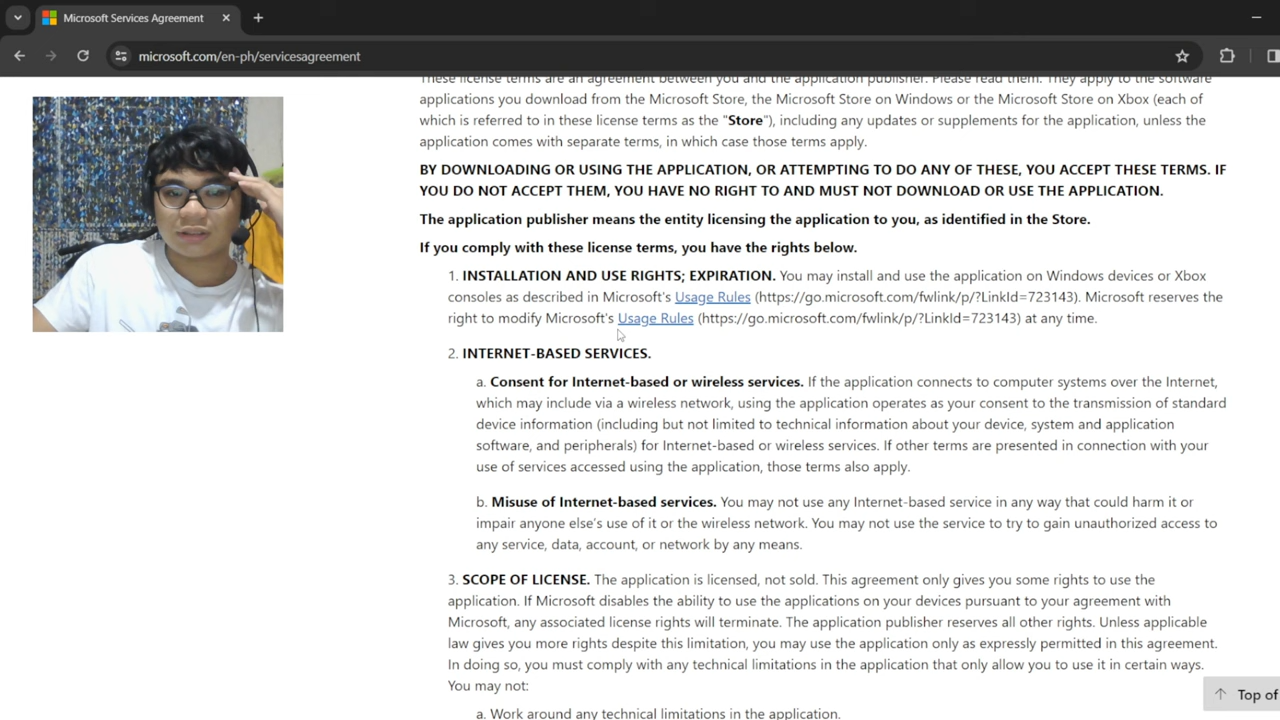 Microsoft Services Agreement
microsoft.com/en-ph/servicesagreement
These license terms are an agreement between you and the application publisher. Please read them. They apply to the software
applications you download from the Microsoft Store, the Microsoft Store on Windows or the Microsoft Store on Xbox (each of
which is referred to in these license terms as the "Store"), including any updates or supplements for the application, unless the
application comes with separate terms, in which case those terms apply.
BY DOWNLOADING OR USING THE APPLICATION, OR ATTEMPTING TO DO ANY OF THESE, YOU ACCEPT THESE TERMS. IF
YOU DO NOT ACCEPT THEM, YOU HAVE NO RIGHT TO AND MUST NOT DOWNLOAD OR USE THE APPLICATION.
The application publisher means the entity licensing the application to you, as identified in the Store.
If you comply with these license terms, you have the rights below.
1. INSTALLATION AND USE RIGHTS; EXPIRATION. You may install and use the application on Windows devices or Xbox
consoles as described in Microsoft's Usage Rules (https://go.microsoft.com/fwlink/p/?LinkId=723143). Microsoft reserves the
right to modify Microsoft's Usage Rules (https://go.microsoft.com/fwlink/p/?LinkId=723143) at any time.
2. INTERNET-BASED SERVICES.
a. Consent for Internet-based or wireless services. If the application connects to computer systems over the Internet,
which may include via a wireless network, using the application operates as your consent to the transmission of standard
device information (including but not limited to technical information about your device, system and application
software, and peripherals) for Internet-based or wireless services. If other terms are presented in connection with your
use of services accessed using the application, those terms also apply.
b. Misuse of Internet-based services. You may not use any Internet-based service in any way that could harm it or
impair anyone else's use of it or the wireless network. You may not use the service to try to gain unauthorized access to
any service, data, account, or network by any means.
3. SCOPE OF LICENSE. The application is licensed, not sold. This agreement only gives you some rights to use the
application. If Microsoft disables the ability to use the applications on your devices pursuant to your agreement with
Microsoft, any associated license rights will terminate. The application publisher reserves all other rights. Unless applicable
law gives you more rights despite this limitation, you may use the application only as expressly permitted in this agreement.
In doing so, you must comply with any technical limitations in the application that only allow you to use it in certain ways.
You may not:
Top of
a. Work around any technical limitations in the application.